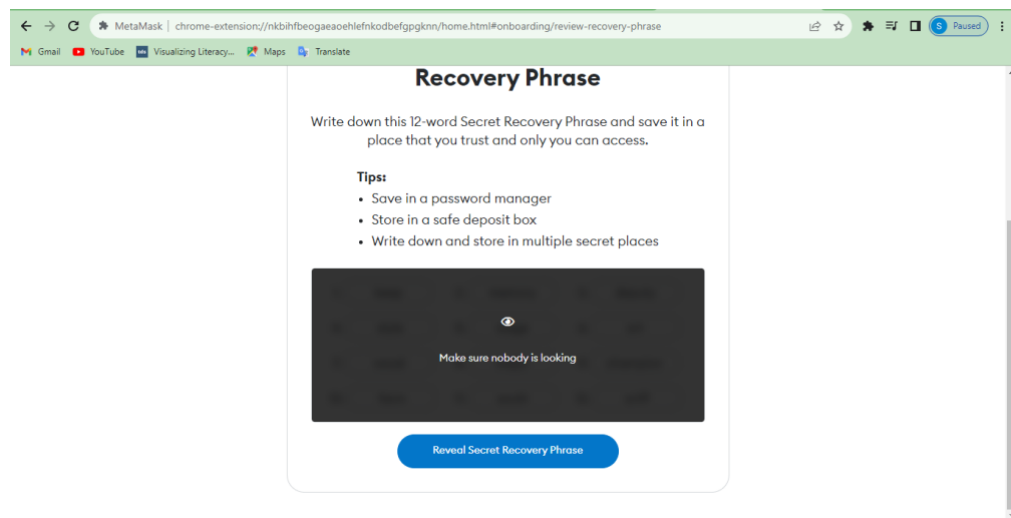 MetaMask | chrome-extension://nkbihfbeogaeaoehlefnkodbefgpgknn/home.html#onboarding/review-recovery-phrase
S Paused
Gmail YouTube Visualizing Literacy... Maps Translate
Recovery Phrase
Write down this 12-word Secret Recovery Phrase and save it in a
place that you trust and only you can access.
Tips:
• Save in a password manager
• Store in a safe deposit box
• Write down and store in multiple secret places
Make sure nobody is looking
Reveal Secret Recovery Phrase